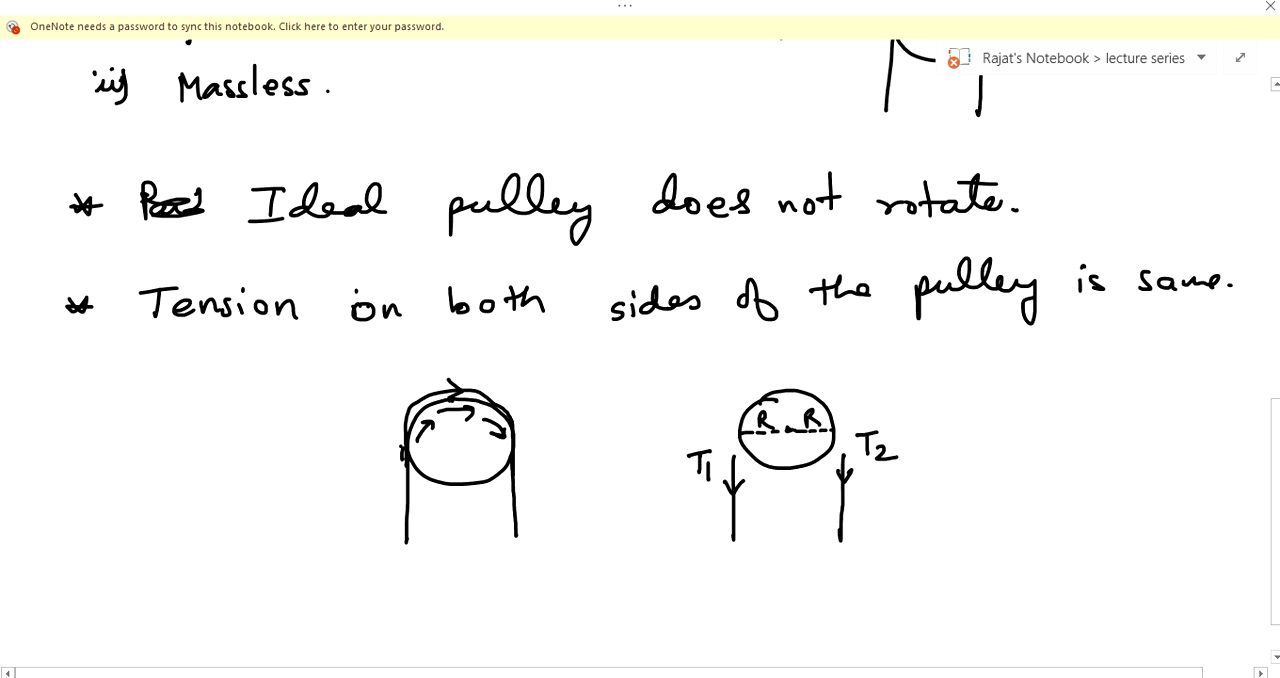 ...
OneNote needs a password to sync this notebook. Click here to enter your password.
Rajat's Notebook > lecture series
iii) Massless.
* Ideal pulley does not rotate.
* Tension on both sides of the pulley is same.
R R
T1 T2